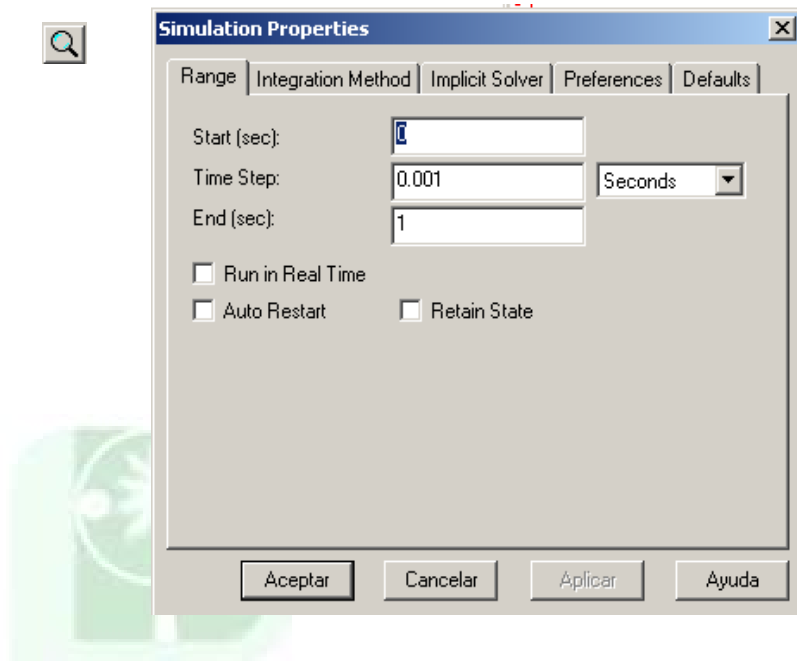 Simulation Properties
Range Integration Method Implicit Solver Preferences Defaults
Start (sec): 0
Time Step: 0.001 Seconds
End (sec): 1
Run in Real Time
Auto Restart Retain State
Aceptar Cancelar Aplicar Ayuda